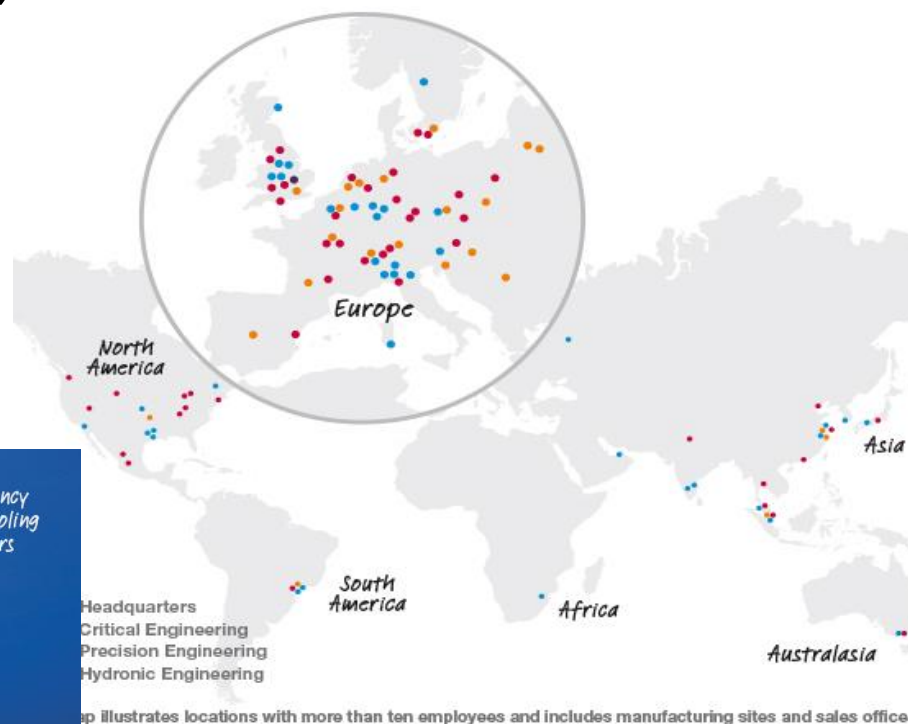 Europe
North
America
Asia
South
America
Africa
Australasia
Headquarters
Critical Engineering
Precision Engineering
Hydronic Engineering
illustrates locations with more than ten employees and includes manufacturing sites and sales office